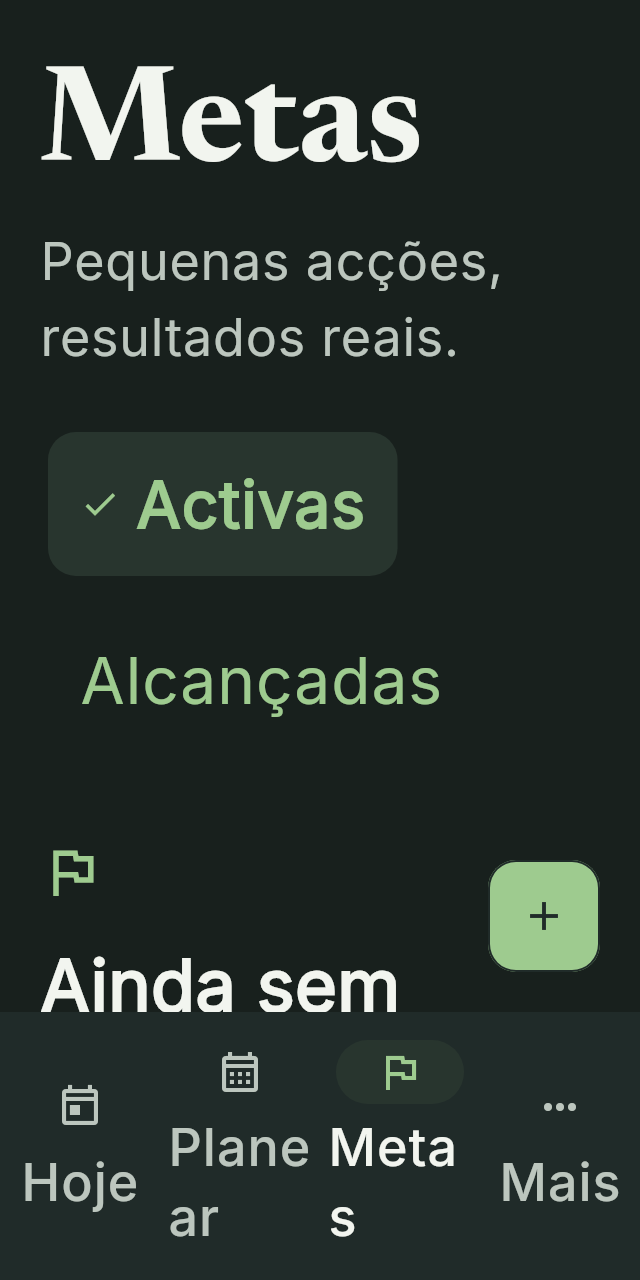 Metas
Pequenas acções,
resultados reais.
Activas
Alcançadas
Ainda sem
Hoje
Plane
ar
Meta
s
Mais